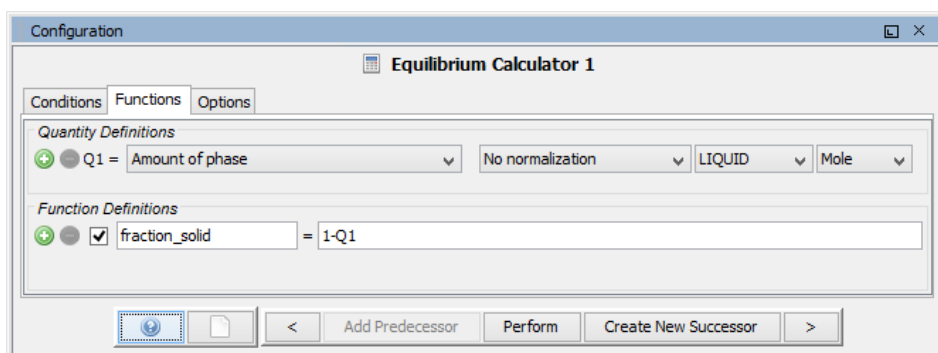 Configuration
Equilibrium Calculator 1
Conditions Functions Options
Quantity Definitions
Q1 = Amount of phase No normalization LIQUID Mole
Function Definitions
fraction_solid = 1-Q1
< Add Predecessor Perform Create New Successor >